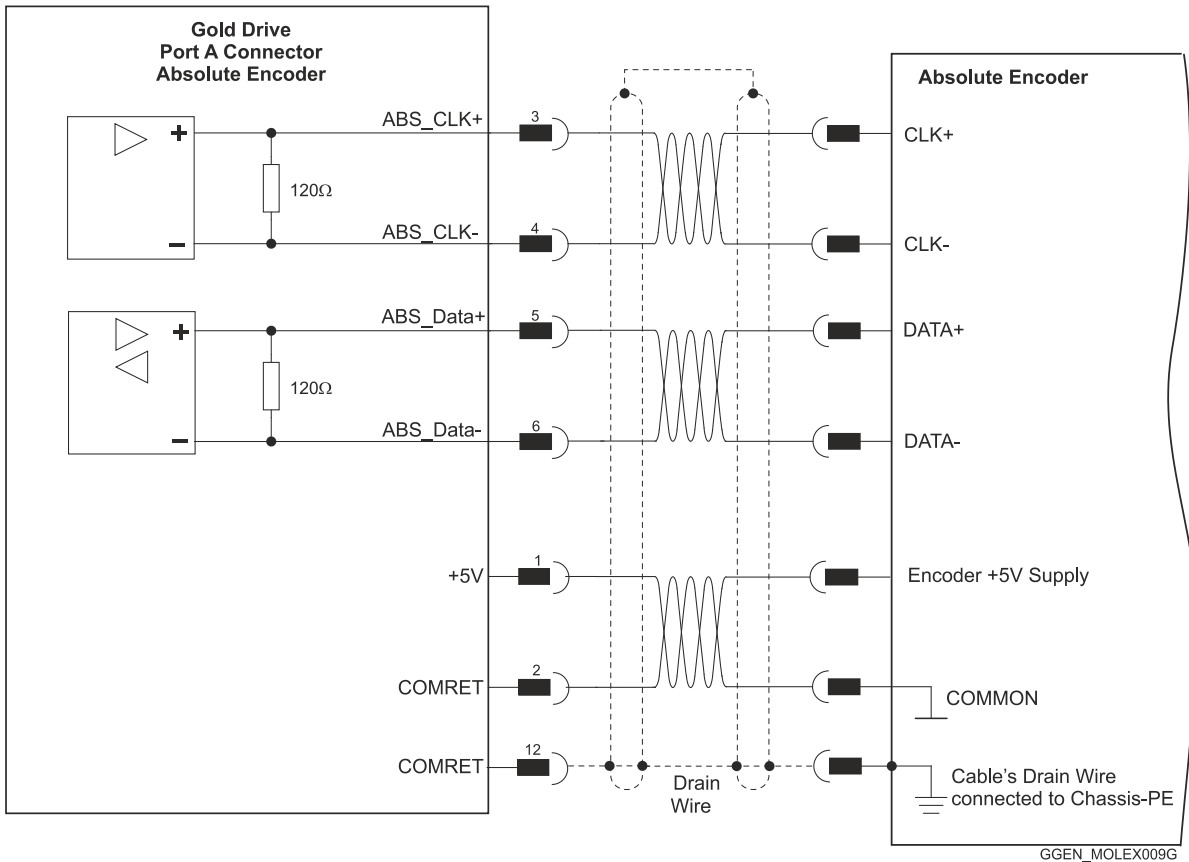 Gold Drive
Port A Connector
Absolute Encoder
Absolute Encoder
+
120Ω
−
ABS_CLK+
3
CLK+
ABS_CLK-
4
CLK-
+
120Ω
−
ABS_Data+
5
DATA+
ABS_Data-
6
DATA-
+5V
1
Encoder +5V Supply
COMRET
2
COMMON
COMRET
12
Drain
Wire
Cable's Drain Wire
connected to Chassis-PE
GGEN_MOLEX009G